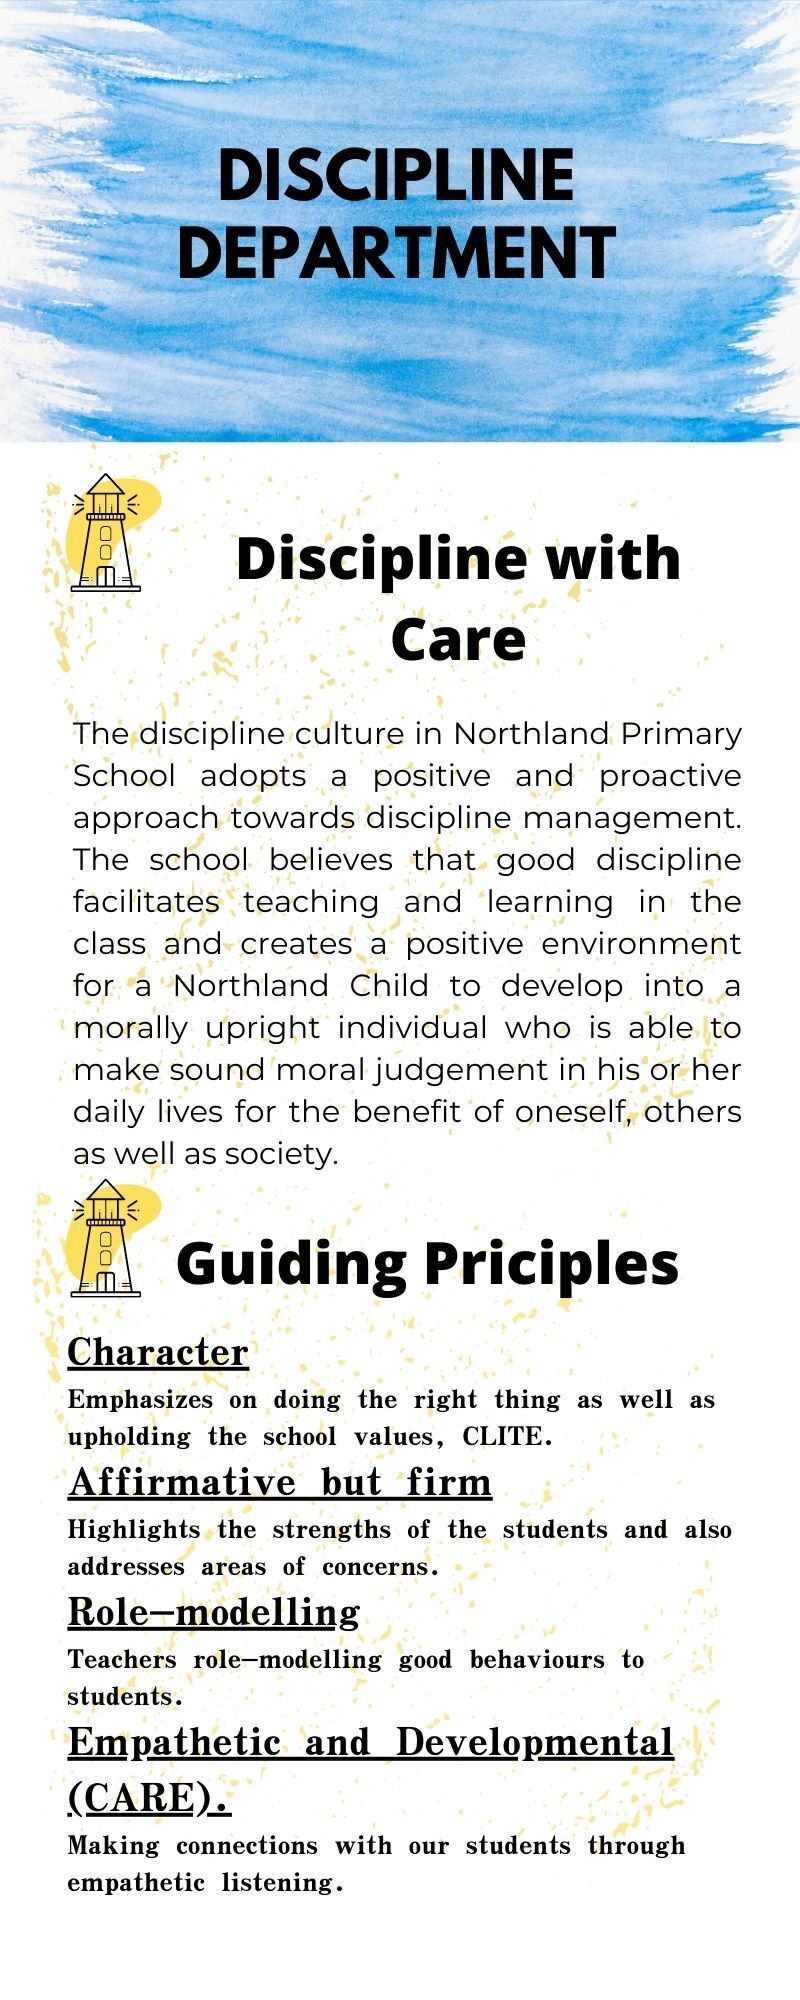 DISCIPLINE
DEPARTMENT
Discipline with
Care
The discipline culture in Northland Primary
School adopts a positive and proactive
approach towards discipline management.
The school believes that good discipline
facilitates teaching and learning in the
class and creates a positive environment
for a Northland Child to develop into a
morally upright individual who is able to
make sound moral judgement in his or her
daily lives for the benefit of oneself, others
as well as society.
Guiding Priciples
Character
Emphasizes on doing the right thing as well as
upholding the school values, CLITE.
Affirmative but firm
Highlights the strengths of the students and also
addresses areas of concerns.
Role—modelling
Teachers role—modelling good behaviours to
students.
Empathetic and Developmental
(CARE).
Making connections with our students through
empathetic listening.